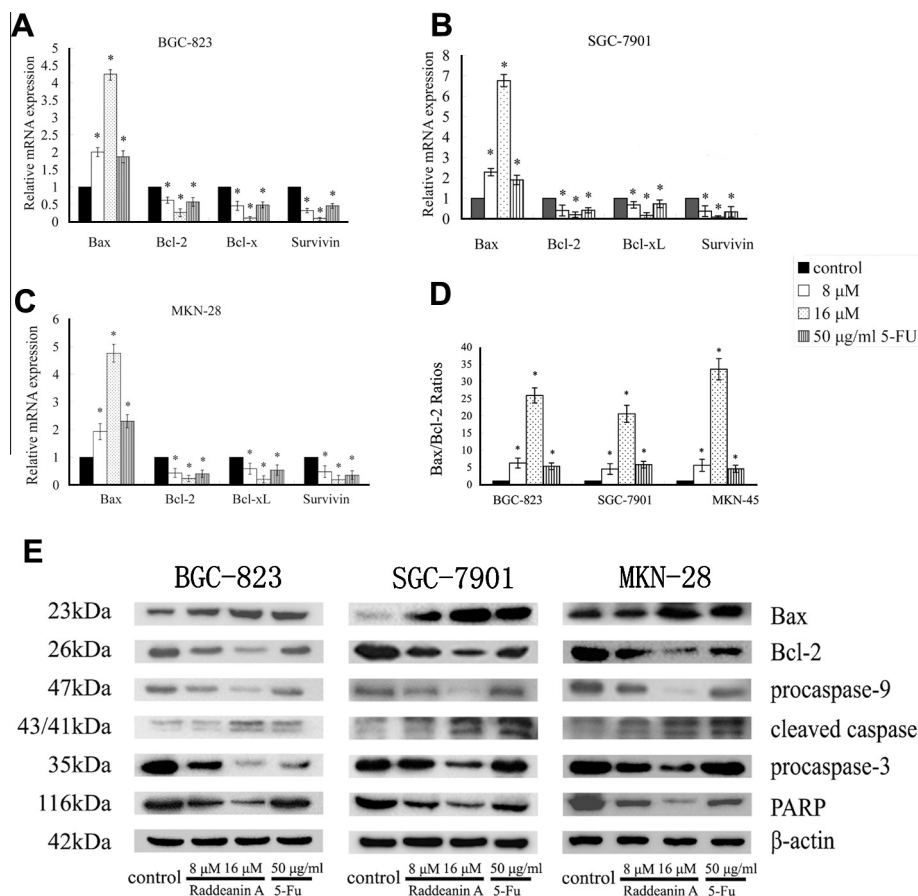 A
BGC-823
Relative mRNA expression
5
4.5
4
3.5
3
2.5
2
1.5
1
0.5
0
* * *
* * *
* * *
* * *
Bax Bcl-2 Bcl-x Survivin
B
SGC-7901
Relative mRNA expression
8
7
6
5
4
3
2
1
0
* * *
* * *
* * *
* * *
Bax Bcl-2 Bcl-xL Survivin
control
8 μM
16 μM
50 μg/ml 5-FU
C
MKN-28
Relative mRNA expression
6
5
4
3
2
1
0
* * *
* * *
* * *
* * *
Bax Bcl-2 Bcl-xL Survivin
D
Bax/Bcl-2 Ratios
40
35
30
25
20
15
10
5
0
* * *
* * *
* * *
BGC-823 SGC-7901 MKN-45
E
BGC-823 SGC-7901 MKN-28
23kDa Bax
26kDa Bcl-2
47kDa procaspase-9
43/41kDa cleaved caspase
35kDa procaspase-3
116kDa PARP
42kDa β-actin
control 8 μM 16 μM 50 μg/ml control 8 μM 16 μM 50 μg/ml control 8 μM 16 μM 50 μg/ml
Raddeanin A 5-Fu Raddeanin A 5-Fu Raddeanin A 5-Fu